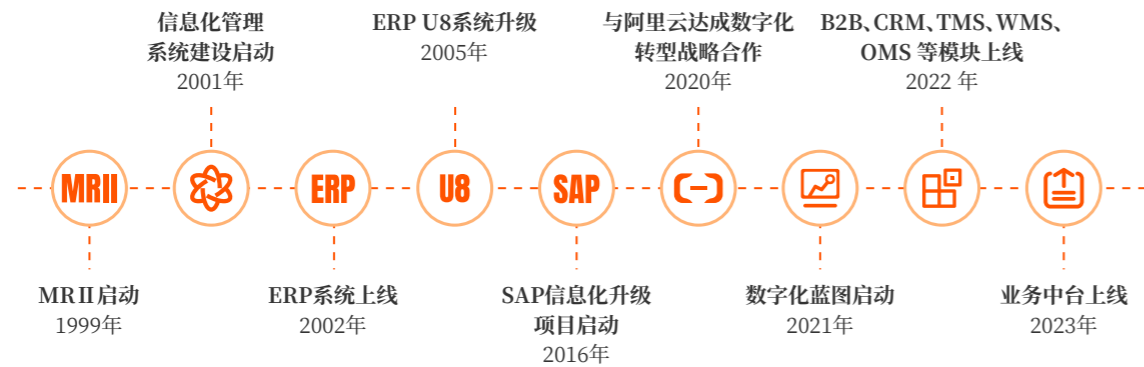 信息化管理
系统建设启动
2001年
ERP U8系统升级
2005年
与阿里云达成数字化
转型战略合作
2020年
B2B、CRM、TMS、WMS、
OMS 等模块上线
2022 年
MRII
ERP
U8
SAP
MRⅡ启动
1999年
ERP系统上线
2002年
SAP信息化升级
项目启动
2016年
数字化蓝图启动
2021年
业务中台上线
2023年